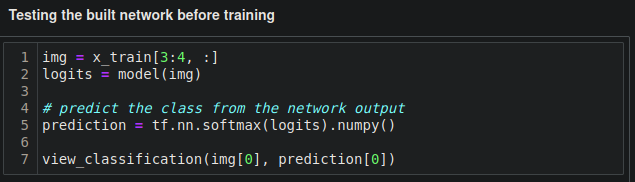 Testing the built network before training
1 img = x_train[3:4, :]
2 logits = model(img)
3
4 # predict the class from the network output
5 prediction = tf.nn.softmax(logits).numpy()
6
7 view_classification(img[0], prediction[0])